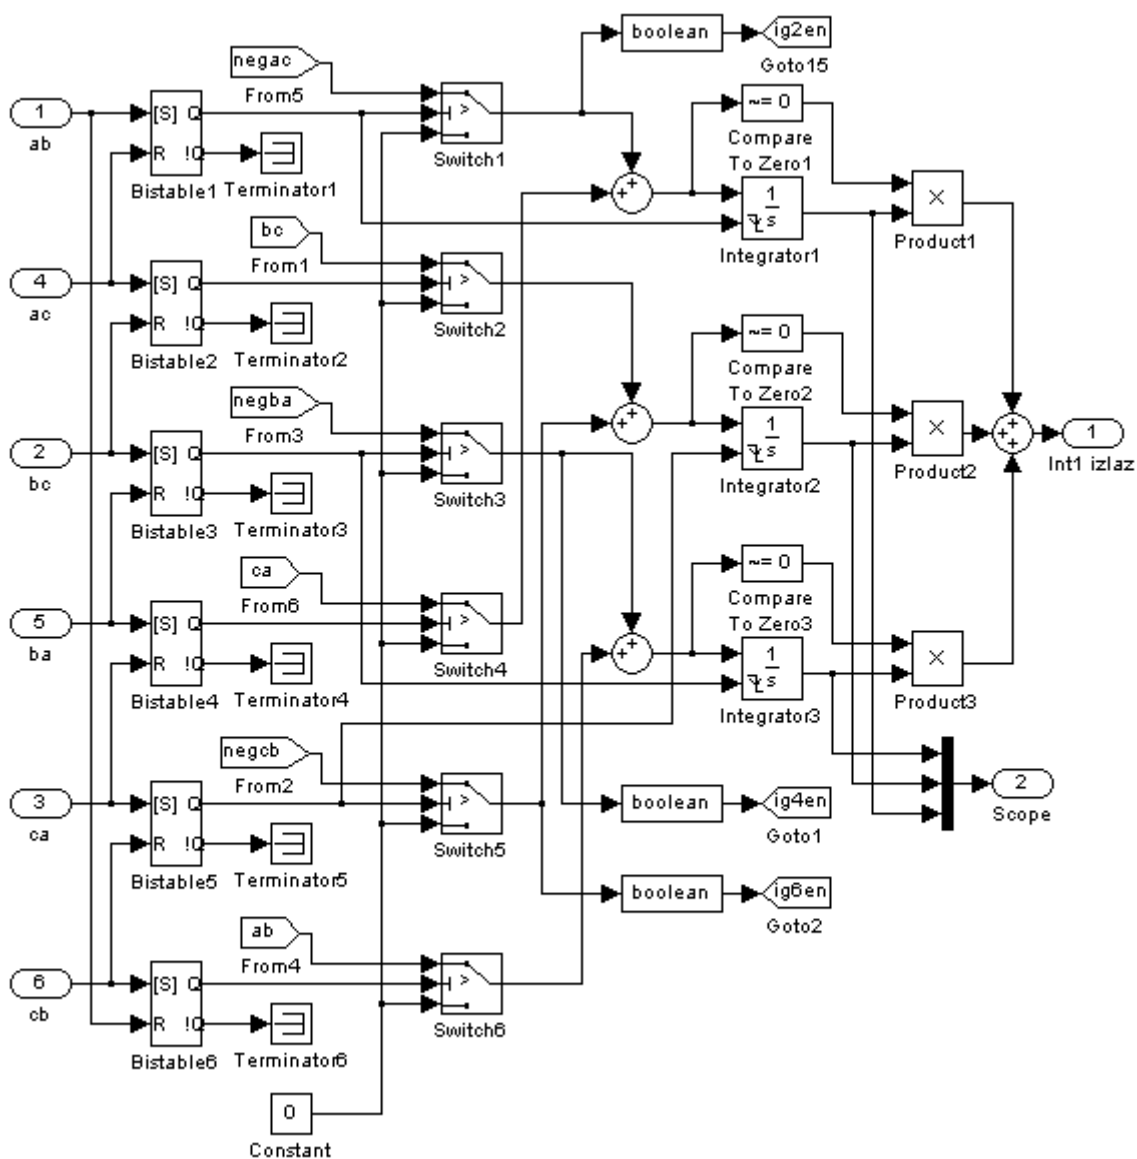 boolean
ig2en
Goto15
negac
From5
1
ab
[S] Q
R !Q
Bistable1
Terminator1
>
Switch1
~= 0
Compare
To Zero1
+
+
1
s
Integrator1
×
Product1
bc
From1
4
ac
[S] Q
R !Q
Bistable2
Terminator2
>
Switch2
~= 0
Compare
To Zero2
negba
From3
2
bc
[S] Q
R !Q
Bistable3
Terminator3
>
Switch3
+
+
1
s
Integrator2
×
Product2
+
+
+
1
Int1 izlaz
ca
From6
5
ba
[S] Q
R !Q
Bistable4
Terminator4
>
Switch4
~= 0
Compare
To Zero3
+
+
1
s
Integrator3
×
Product3
negcb
From2
3
ca
[S] Q
R !Q
Bistable5
Terminator5
>
Switch5
boolean
ig4en
Goto1
2
Scope
boolean
ig6en
Goto2
ab
From4
6
cb
[S] Q
R !Q
Bistable6
Terminator6
>
Switch6
0
Constant